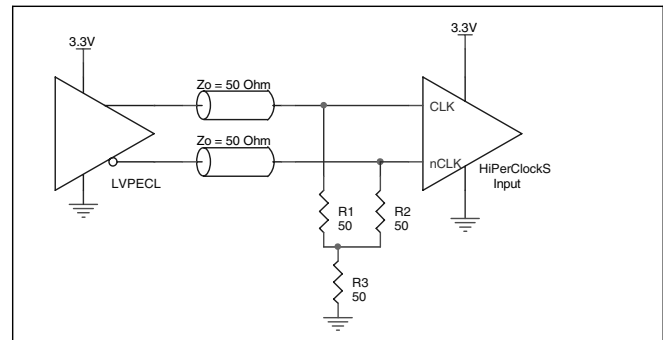 3.3V
3.3V
Zo = 50 Ohm
CLK
Zo = 50 Ohm
nCLK
LVPECL
HiPerClockS
Input
R1
50
R2
50
R3
50